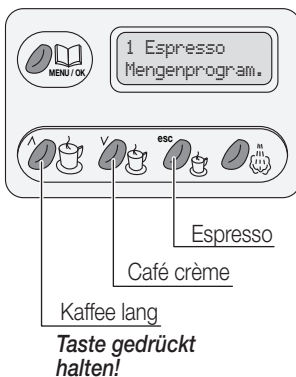 1 Espresso
Mengenprogram.
MENU / OK
esc
Espresso
Café crème
Kaffee lang
Taste gedrückt
halten!